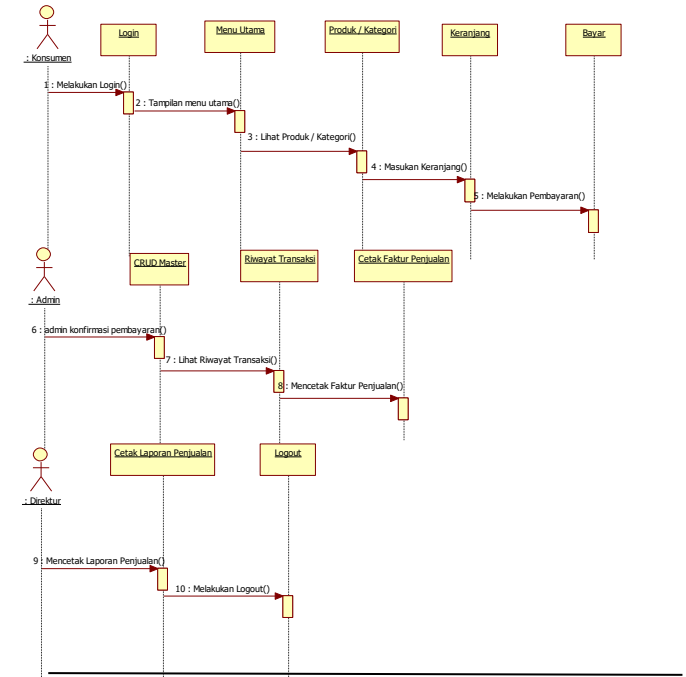 Login
Menu Utama
Produk / Kategori
Keranjang
Bayar
: Konsumen
1 : Melakukan Login()
2 : Tampilan menu utama()
3 : Lihat Produk / Kategori()
4 : Masukan Keranjang()
5 : Melakukan Pembayaran()
CRUD Master
Riwayat Transaksi
Cetak Faktur Penjualan
: Admin
6 : admin konfirmasi pembayaran()
7 : Lihat Riwayat Transaksi()
8 : Mencetak Faktur Penjualan()
Cetak Laporan Penjualan
Logout
: Direktur
9 : Mencetak Laporan Penjualan()
10 : Melakukan Logout()